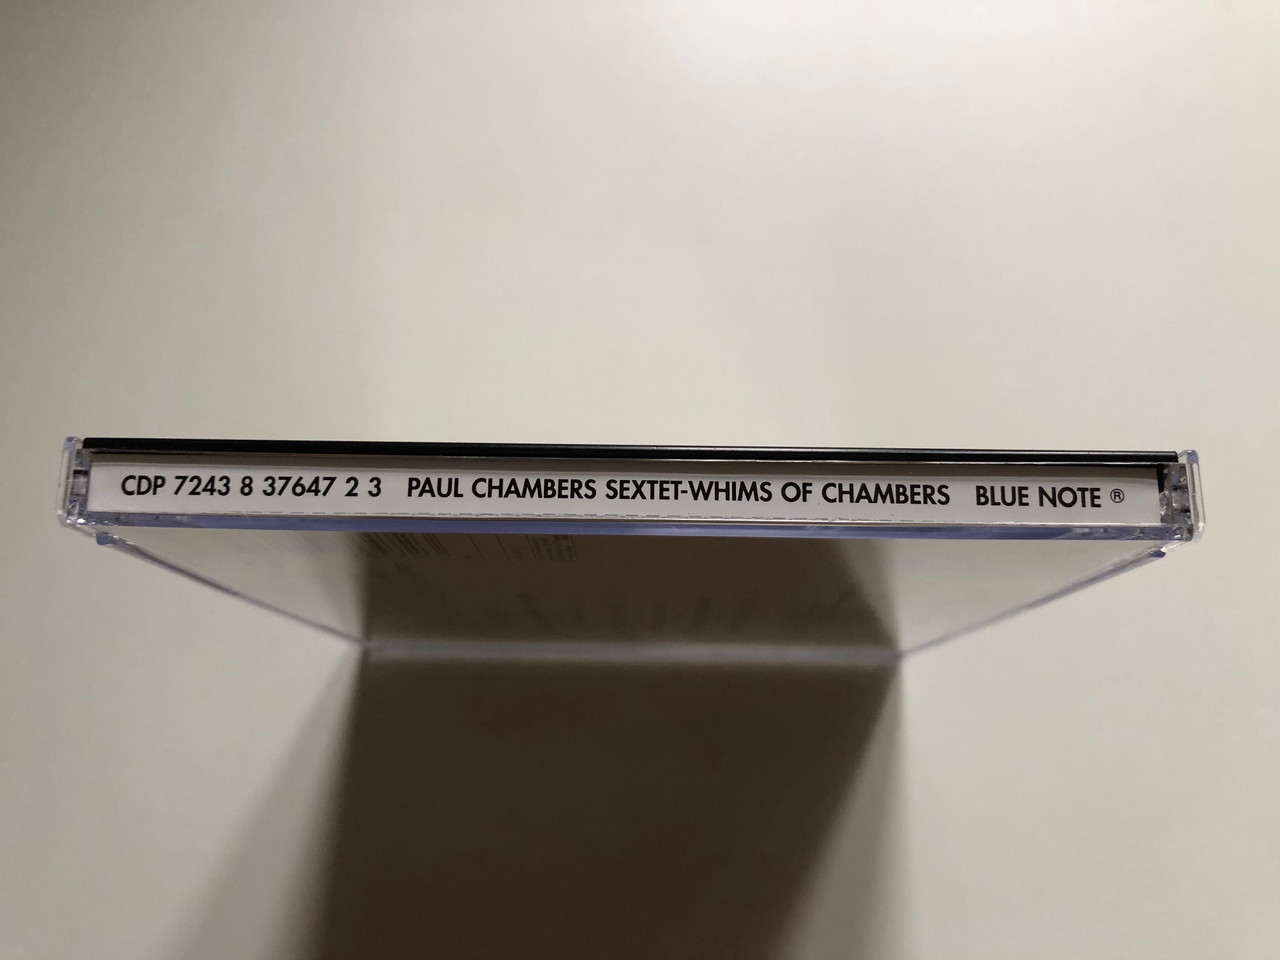 CDP 7243 8 37647 2 3 PAUL CHAMBERS SEXTET-WHIMS OF CHAMBERS BLUE NOTE ®